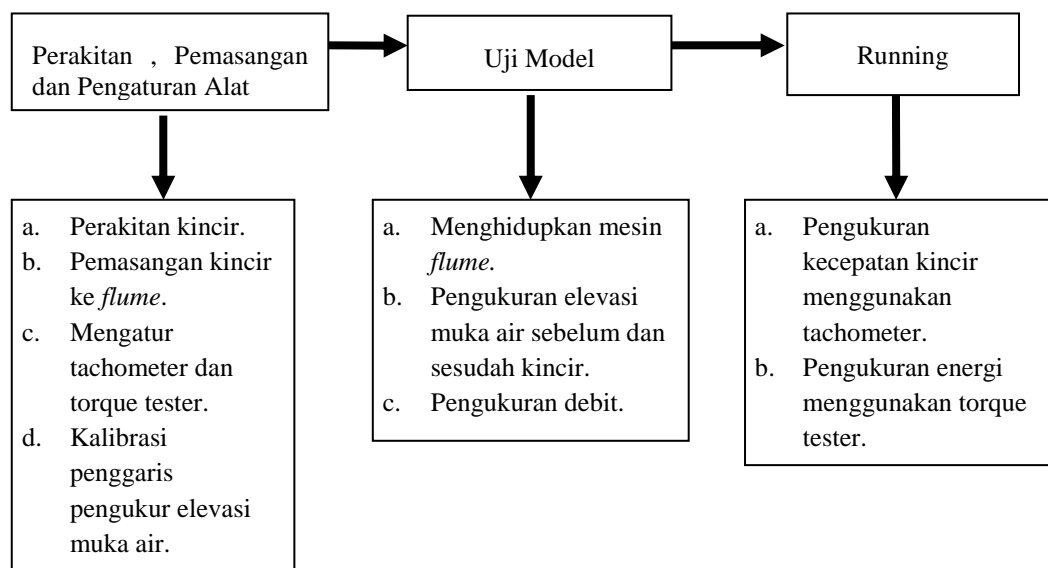 Perakitan , Pemasangan
dan Pengaturan Alat
Uji Model
Running
a. Perakitan kincir.
b. Pemasangan kincir
ke flume.
c. Mengatur
tachometer dan
torque tester.
d. Kalibrasi
penggaris
pengukur elevasi
muka air.
a. Menghidupkan mesin
flume.
b. Pengukuran elevasi
muka air sebelum dan
sesudah kincir.
c. Pengukuran debit.
a. Pengukuran
kecepatan kincir
menggunakan
tachometer.
b. Pengukuran energi
menggunakan torque
tester.